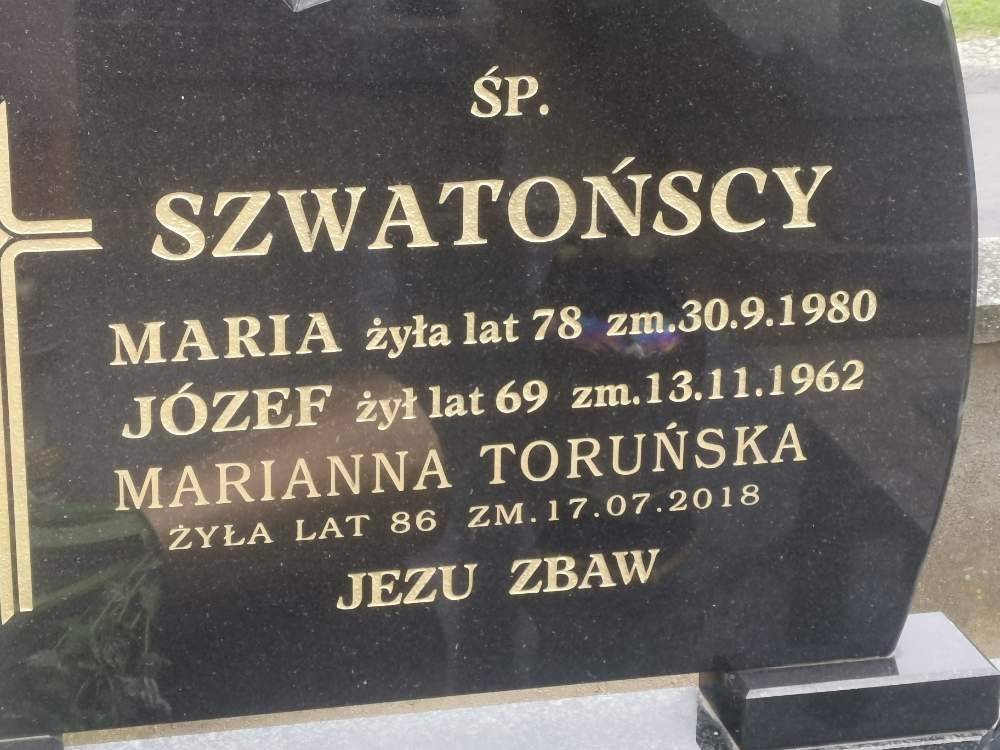 ŚP.
SZWATOŃSCY
MARIA żyła lat 78 zm.30.9.1980
JÓZEF żył lat 69 zm.13.11.1962
MARIANNA TORUŃSKA
ŻYŁA LAT 86 ZM.17.07.2018
JEZU ZBAW